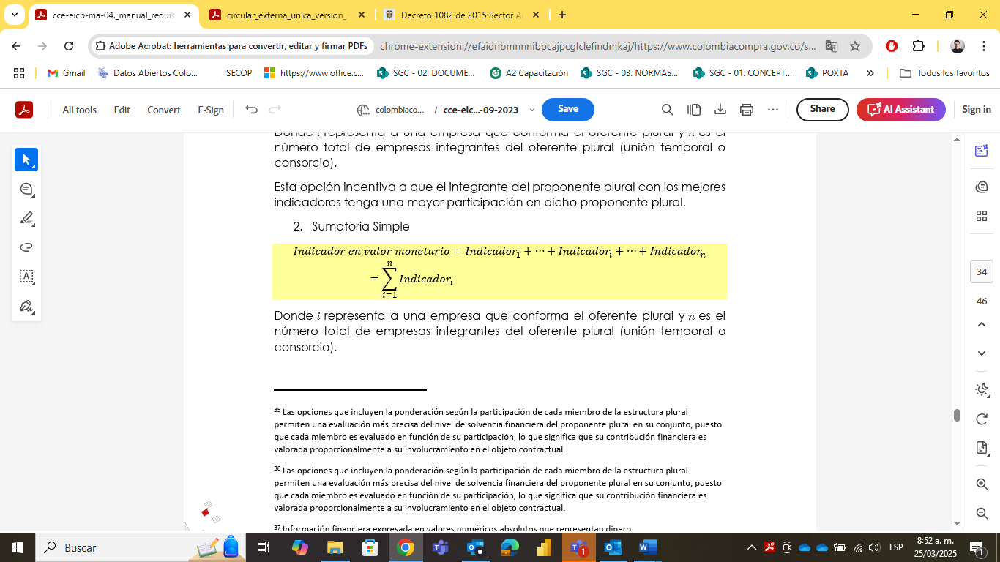 cce-eicp-ma-04._manual_requis
circular_externa_unica_version_
Decreto 1082 de 2015 Sector A
Adobe Acrobat: herramientas para convertir, editar y firmar PDFs
chrome-extension://efaidnbmnnnibpcajpcglclefindmkaj/https://www.colombiacompra.gov.co/s...
Gmail
Datos Abiertos Colo...
SECOP
https://www.office.c...
SGC - 02. DOCUME...
A2 Capacitación
SGC - 03. NORMAS...
SGC - 01. CONCEPT...
POXTA
Todos los favoritos
All tools
Edit
Convert
E-Sign
colombiaco...
/ cce-eic...-09-2023
Save
Share
AI Assistant
Sign in
Donde i representa a una empresa que conforma el oferente plural y n es el
número total de empresas integrantes del oferente plural (unión temporal o
consorcio).
Esta opción incentiva a que el integrante del proponente plural con los mejores
indicadores tenga una mayor participación en dicho proponente plural.
2. Sumatoria Simple
Indicador en valor monetario = Indicador₁ + ⋯ + Indicadorᵢ + ⋯ + Indicadorₙ
n
= ∑ Indicadorᵢ
i=1
Donde i representa a una empresa que conforma el oferente plural y n es el
número total de empresas integrantes del oferente plural (unión temporal o
consorcio).
34
46
³⁵ Las opciones que incluyen la ponderación según la participación de cada miembro de la estructura plural
permiten una evaluación más precisa del nivel de solvencia financiera del proponente plural en su conjunto, puesto
que cada miembro es evaluado en función de su participación, lo que significa que su contribución financiera es
valorada proporcionalmente a su involucramiento en el objeto contractual.
³⁶ Las opciones que incluyen la ponderación según la participación de cada miembro de la estructura plural
permiten una evaluación más precisa del nivel de solvencia financiera del proponente plural en su conjunto, puesto
que cada miembro es evaluado en función de su participación, lo que significa que su contribución financiera es
valorada proporcionalmente a su involucramiento en el objeto contractual.
³⁷ Información financiera expresada en valores numéricos absolutos que representan dinero
Buscar
1
ESP
8:52 a. m.
25/03/2025
1